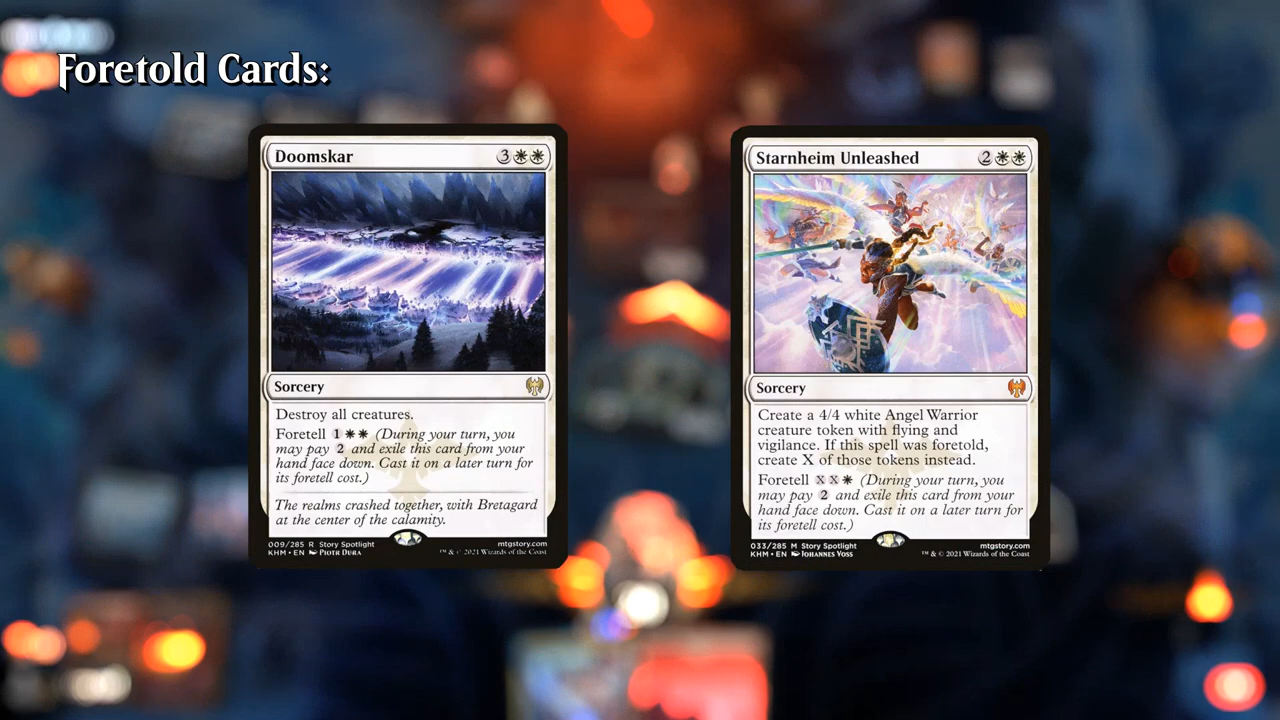 Foretold Cards:
Doomskar 3
Sorcery
Destroy all creatures.
Foretell 1 (During your turn, you
may pay 2 and exile this card from your
hand face down. Cast it on a later turn for
its foretell cost.)
The realms crashed together, with Bretagard
at the center of the calamity.
009/285 R Story Spotlight mtgstory.com
KHM • EN Piotr Dura ™ & © 2021 Wizards of the Coast
Starnheim Unleashed 2
Sorcery
Create a 4/4 white Angel Warrior
creature token with flying and
vigilance. If this spell was foretold,
create X of those tokens instead.
Foretell X X (During your turn, you
may pay 2 and exile this card from your
hand face down. Cast it on a later turn for
its foretell cost.)
033/285 M Story Spotlight mtgstory.com
KHM • EN Johannes Voss ™ & © 2021 Wizards of the Coast